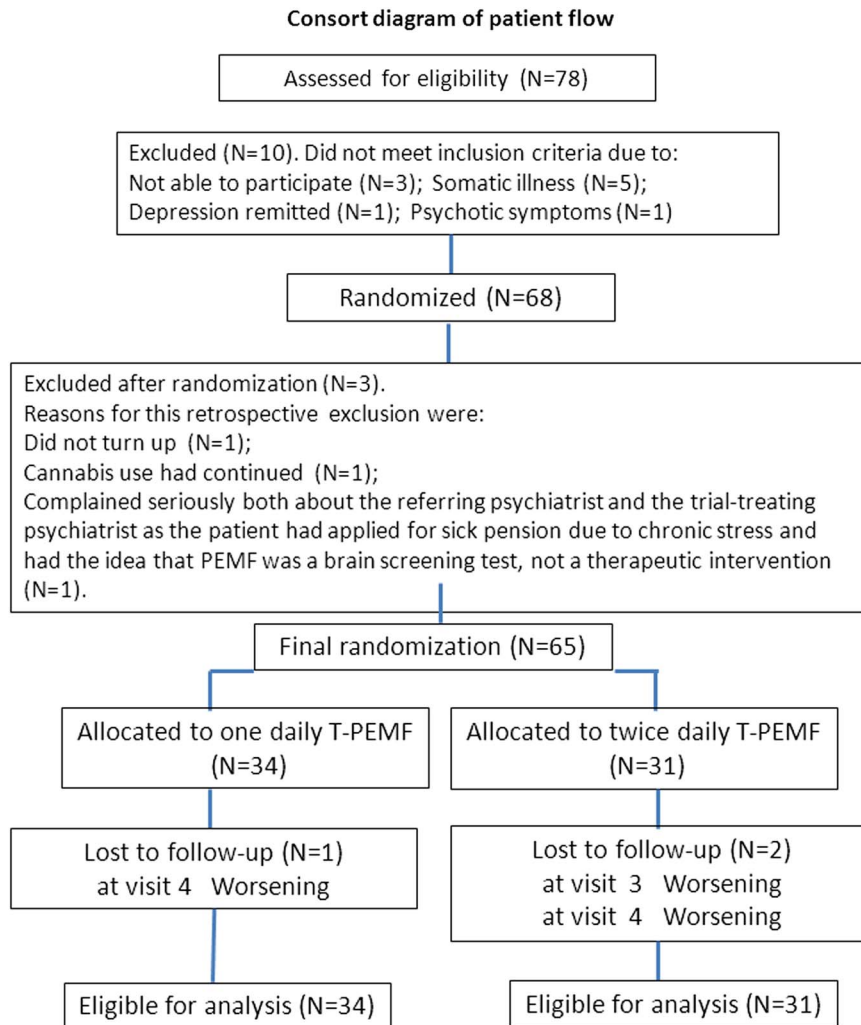 Consort diagram of patient flow
Assessed for eligibility (N=78)
Excluded (N=10). Did not meet inclusion criteria due to:
Not able to participate (N=3); Somatic illness (N=5);
Depression remitted (N=1); Psychotic symptoms (N=1)
Randomized (N=68)
Excluded after randomization (N=3).
Reasons for this retrospective exclusion were:
Did not turn up (N=1);
Cannabis use had continued (N=1);
Complained seriously both about the referring psychiatrist and the trial-treating
psychiatrist as the patient had applied for sick pension due to chronic stress and
had the idea that PEMF was a brain screening test, not a therapeutic intervention
(N=1).
Final randomization (N=65)
Allocated to one daily T-PEMF
(N=34)
Lost to follow-up (N=1)
at visit 4 Worsening
Eligible for analysis (N=34)
Allocated to twice daily T-PEMF
(N=31)
Lost to follow-up (N=2)
at visit 3 Worsening
at visit 4 Worsening
Eligible for analysis (N=31)